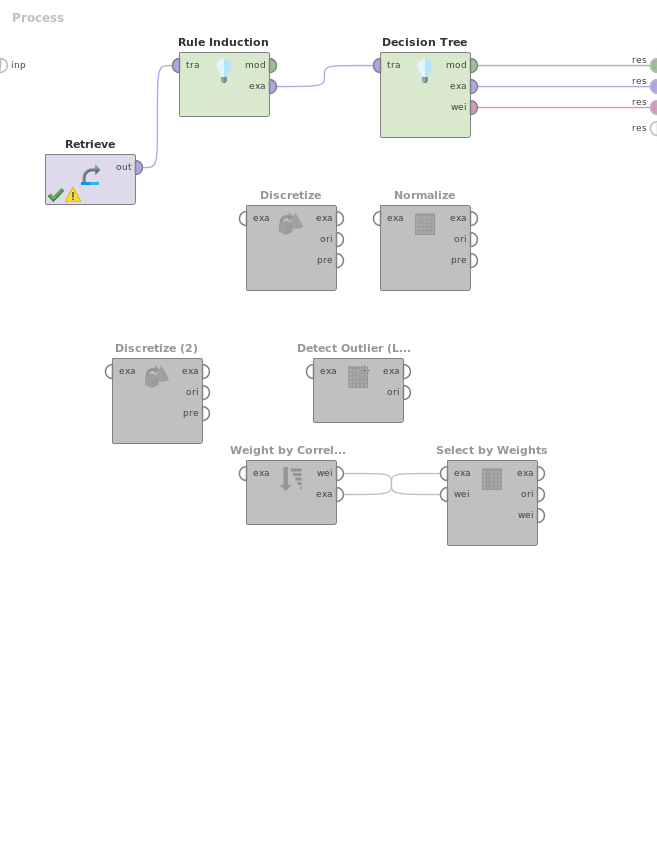 Process
inp
Rule Induction
tra
mod
exa
Decision Tree
tra
mod
exa
wei
res
res
res
res
Retrieve
out
Discretize
exa
exa
ori
pre
Normalize
exa
exa
ori
pre
Discretize (2)
exa
exa
ori
pre
Detect Outlier (L...
exa
exa
ori
Weight by Correl...
exa
wei
exa
Select by Weights
exa
wei
exa
ori
wei